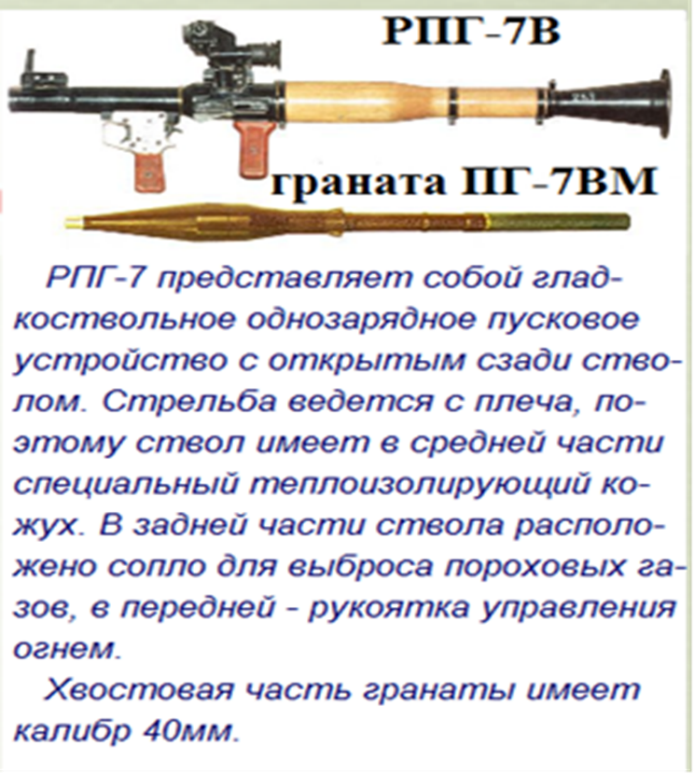 РПГ-7В
граната ПГ-7ВМ
РПГ-7 представляет собой глад-
коствольное однозарядное пусковое
устройство с открытым сзади ство-
лом. Стрельба ведется с плеча, по-
этому ствол имеет в средней части
специальный теплоизолирующий ко-
жух. В задней части ствола располо-
жено сопло для выброса пороховых га-
зов, в передней - рукоятка управления
огнем.
Хвостовая часть гранаты имеет
калибр 40мм.